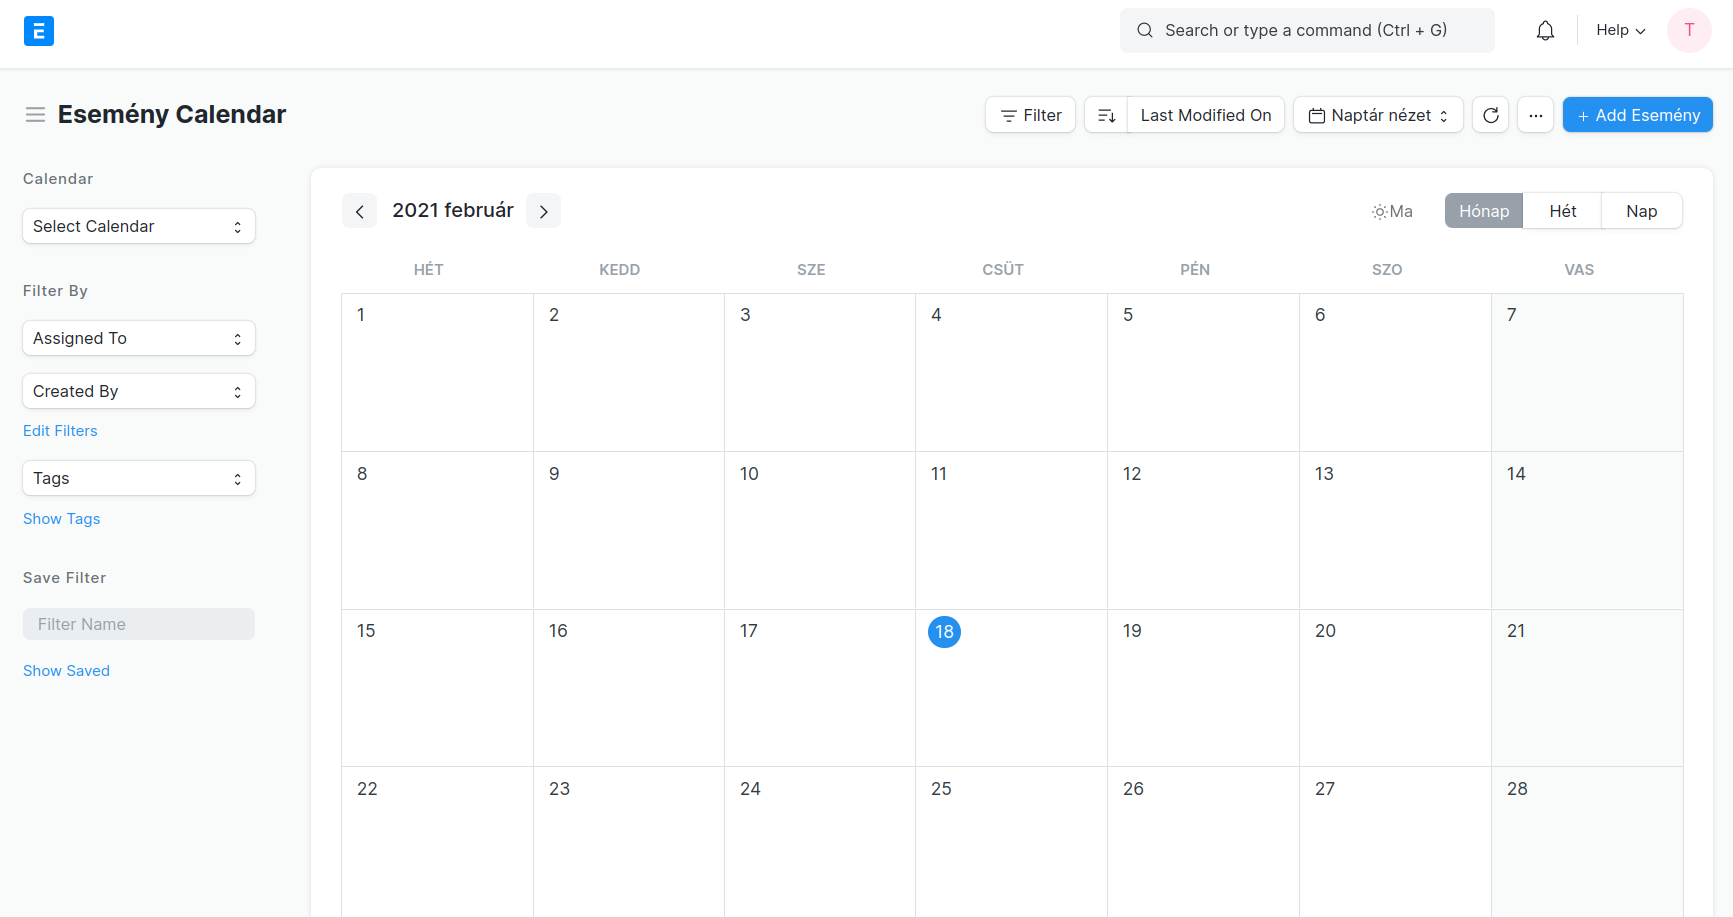 E
Search or type a command (Ctrl + G)
Help
T
Esemény Calendar
Filter
Last Modified On
Naptár nézet
...
+ Add Esemény
Calendar
Select Calendar
Filter By
Assigned To
Created By
Edit Filters
Tags
Show Tags
Save Filter
Filter Name
Show Saved
2021 február
Ma
Hónap Hét Nap
HÉT KEDD SZE CSÜT PÉN SZO VAS
1 2 3 4 5 6 7
8 9 10 11 12 13 14
15 16 17 18 19 20 21
22 23 24 25 26 27 28